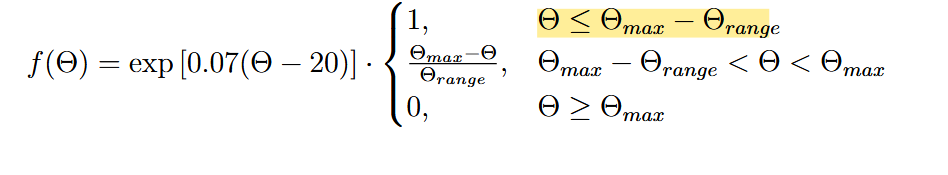 1, Θ ≤ Θ_max − Θ_range
f(Θ) = exp [0.07(Θ − 20)] · { (Θ_max−Θ)/Θ_range, Θ_max − Θ_range < Θ < Θ_max
0, Θ ≥ Θ_max